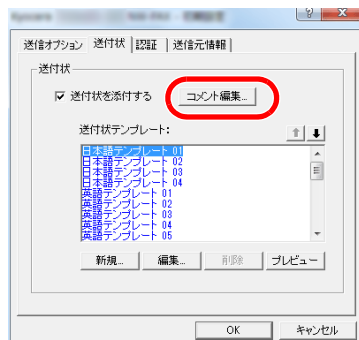 送信オプション 送付状 認証 送信元情報
送付状
送付状を添付する コメント編集...
送付状テンプレート:
日本語テンプレート 01
日本語テンプレート 02
日本語テンプレート 03
日本語テンプレート 04
英語テンプレート 01
英語テンプレート 02
英語テンプレート 03
英語テンプレート 04
英語テンプレート 05
新規... 編集... 削除 プレビュー
OK キャンセル